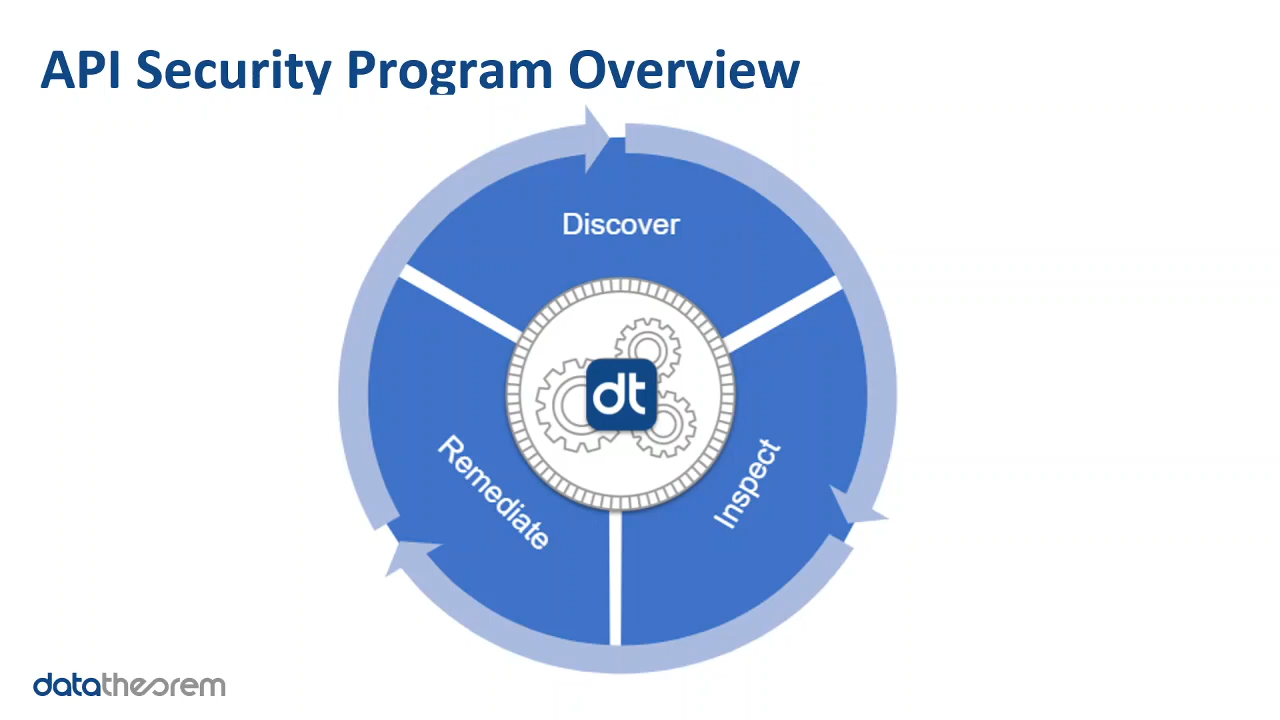 API Security Program Overview
Discover
dt
Remediate
Inspect
datatheorem